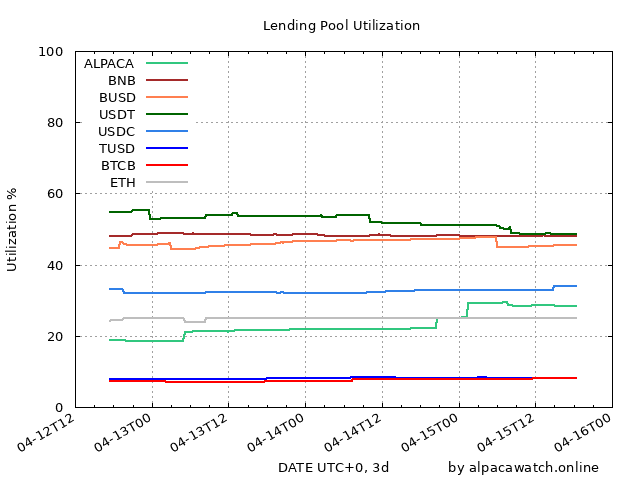 Lending Pool Utilization
100
80
60
40
20
0
Utilization %
ALPACA
BNB
BUSD
USDT
USDC
TUSD
BTCB
ETH
04-12T12
04-13T00
04-13T12
04-14T00
04-14T12
04-15T00
04-15T12
04-16T00
DATE UTC+0, 3d
by alpacawatch.online